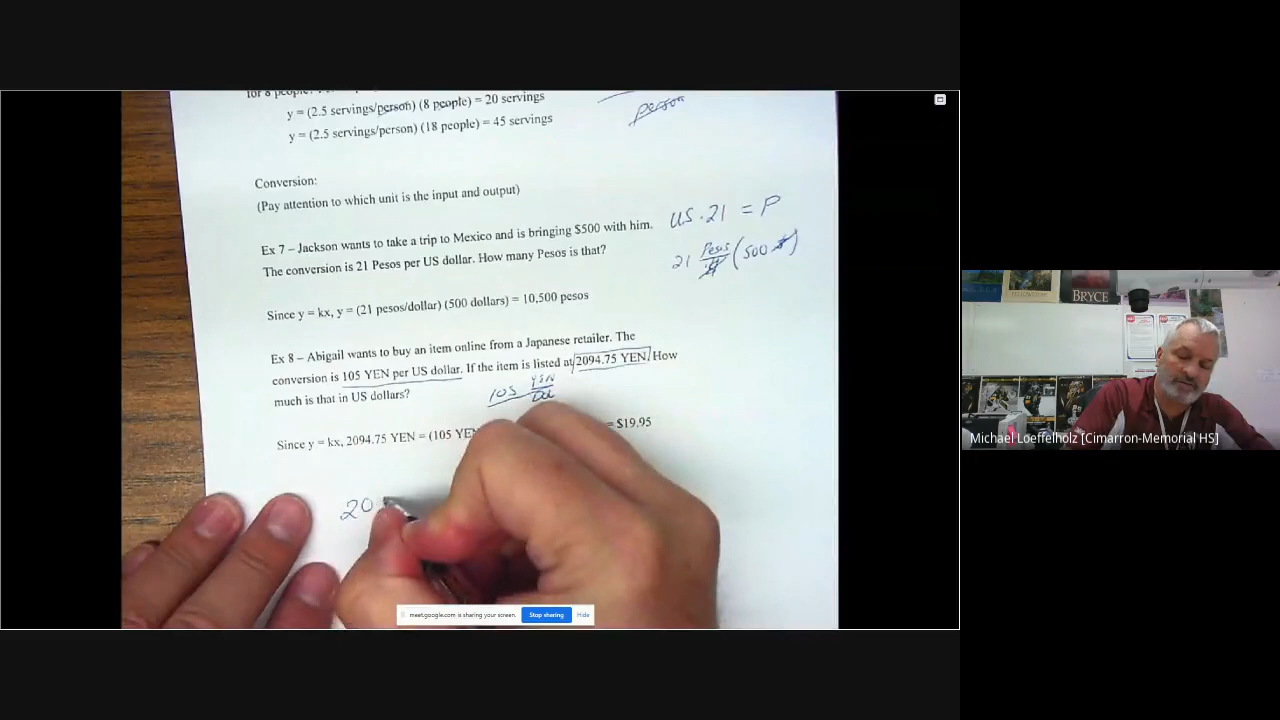 for 8 people?
y = (2.5 servings/person) (8 people) = 20 servings
y = (2.5 servings/person) (18 people) = 45 servings
person
Conversion:
(Pay attention to which unit is the input and output)
US · 21 = P
Ex 7 – Jackson wants to take a trip to Mexico and is bringing $500 with him.
The conversion is 21 Pesos per US dollar. How many Pesos is that?
21 Pesos/$ (500 $)
Since y = kx, y = (21 pesos/dollar) (500 dollars) = 10,500 pesos
Ex 8 – Abigail wants to buy an item online from a Japanese retailer. The
conversion is 105 YEN per US dollar. If the item is listed at 2094.75 YEN. How
much is that in US dollars?
105 YEN
Since y = kx, 2094.75 YEN = (105 YEN = $19.95
20
meet.google.com is sharing your screen.
Stop sharing
Hide
YELLOWSTONE
BRYCE
Michael Loeffelholz [Cimarron-Memorial HS]